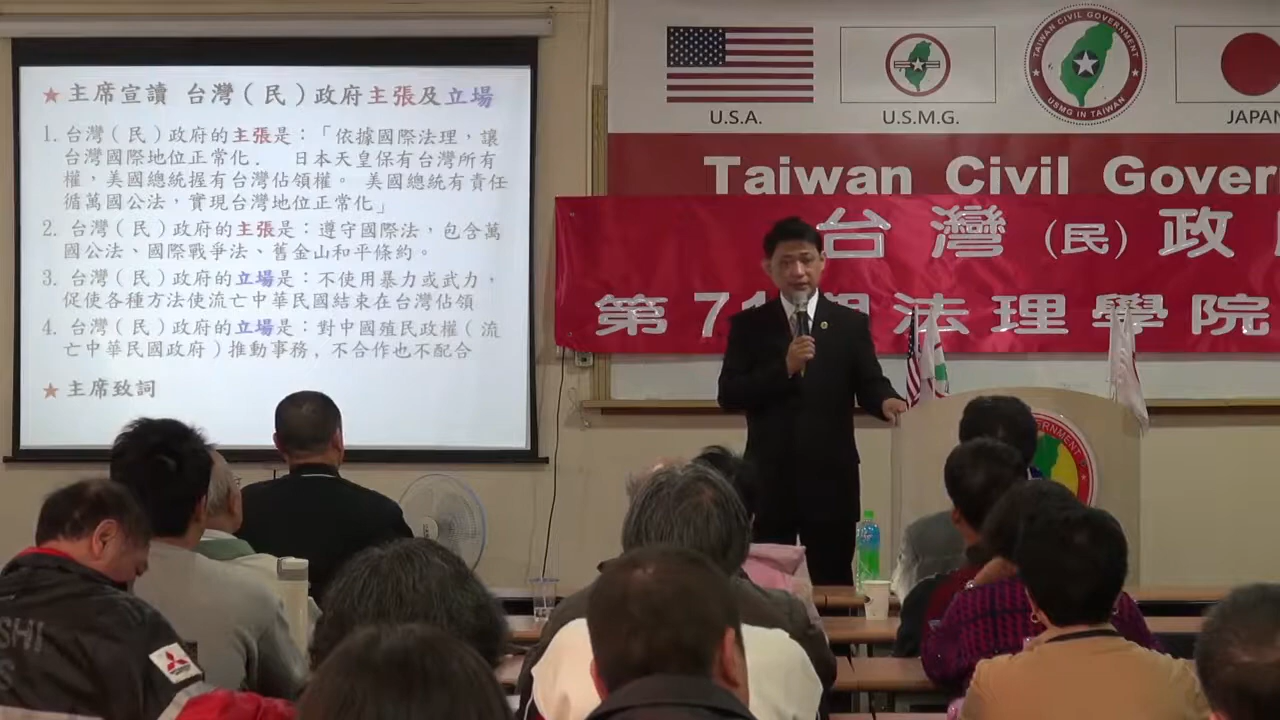 ★ 主席宣讀 台灣（民）政府主張及立場
1. 台灣（民）政府的主張是：「依據國際法理，讓
台灣國際地位正常化． 日本天皇保有台灣所有
權，美國總統握有台灣佔領權。 美國總統有責任
循萬國公法，實現台灣地位正常化」
2. 台灣（民）政府的主張是：遵守國際法，包含萬
國公法、國際戰爭法、舊金山和平條約。
3. 台灣（民）政府的立場是：不使用暴力或武力，
促使各種方法使流亡中華民國結束在台灣佔領
4. 台灣（民）政府的立場是：對中國殖民政權（流
亡中華民國政府）推動事務，不合作也不配合
★ 主席致詞
U.S.A.
U.S.M.G.
TAIWAN CIVIL GOVERNMENT
USMG IN TAIWAN
JAPAN
Taiwan Civil Gover
台灣（民）政
第71期法理學院
SHI